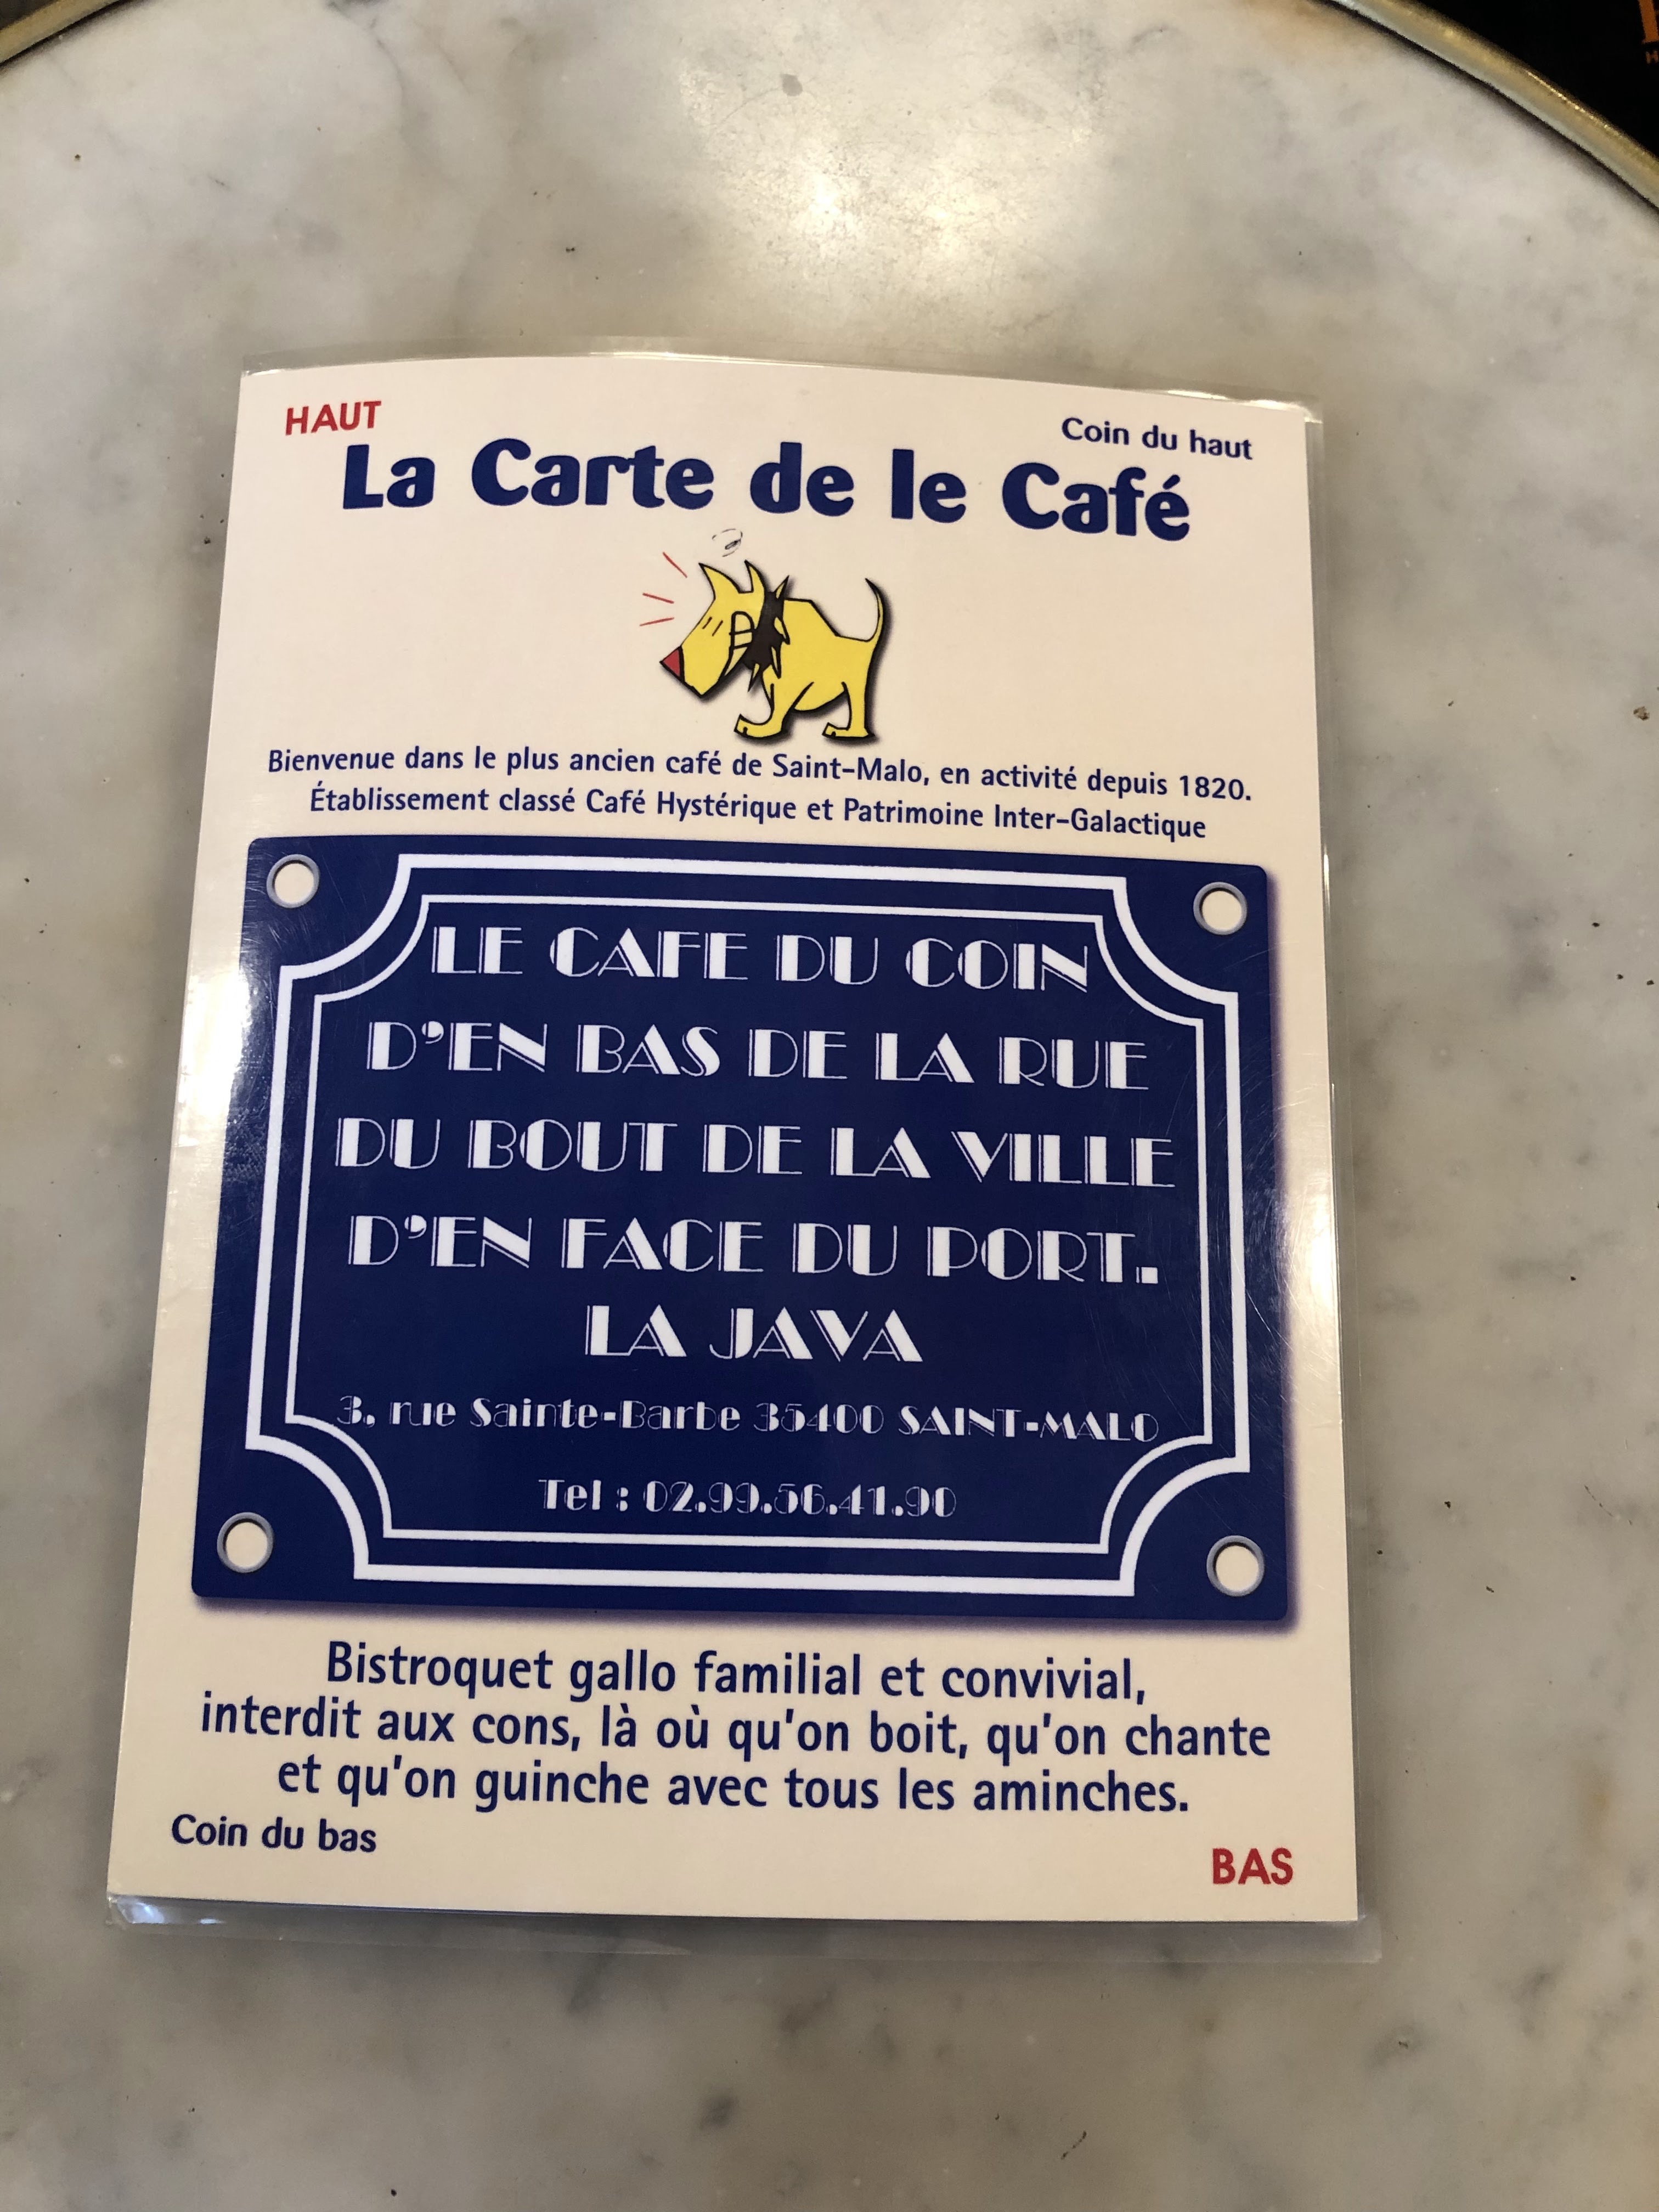 HAUT
Coin du haut
La Carte de le Café
Bienvenue dans le plus ancien café de Saint-Malo, en activité depuis 1820.
Établissement classé Café Hystérique et Patrimoine Inter-Galactique
LE CAFE DU COIN
D'EN BAS DE LA RUE
DU BOUT DE LA VILLE
D'EN FACE DU PORT.
LA JAVA
3, rue Sainte-Barbe 35400 SAINT-MALO
Tel : 02.99.56.41.90
Bistroquet gallo familial et convivial,
interdit aux cons, là où qu'on boit, qu'on chante
et qu'on guinche avec tous les aminches.
Coin du bas
BAS